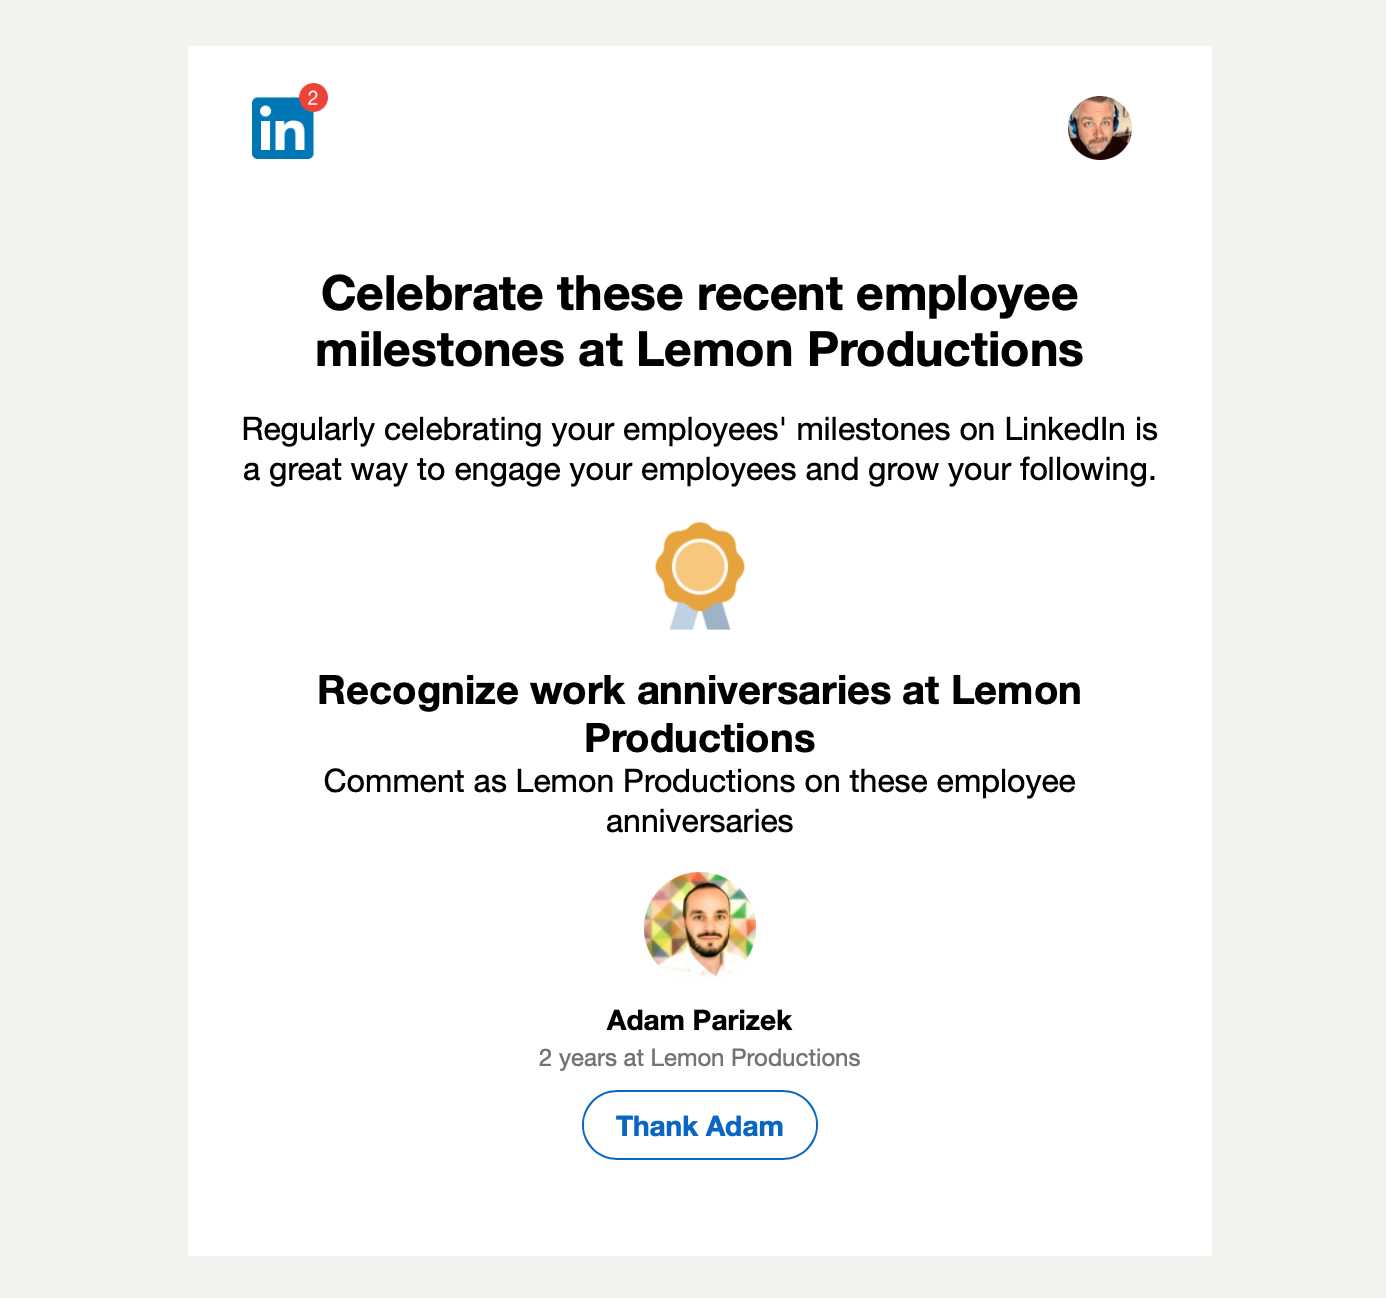 in
2
Celebrate these recent employee
milestones at Lemon Productions
Regularly celebrating your employees' milestones on LinkedIn is
a great way to engage your employees and grow your following.
Recognize work anniversaries at Lemon
Productions
Comment as Lemon Productions on these employee
anniversaries
Adam Parizek
2 years at Lemon Productions
Thank Adam